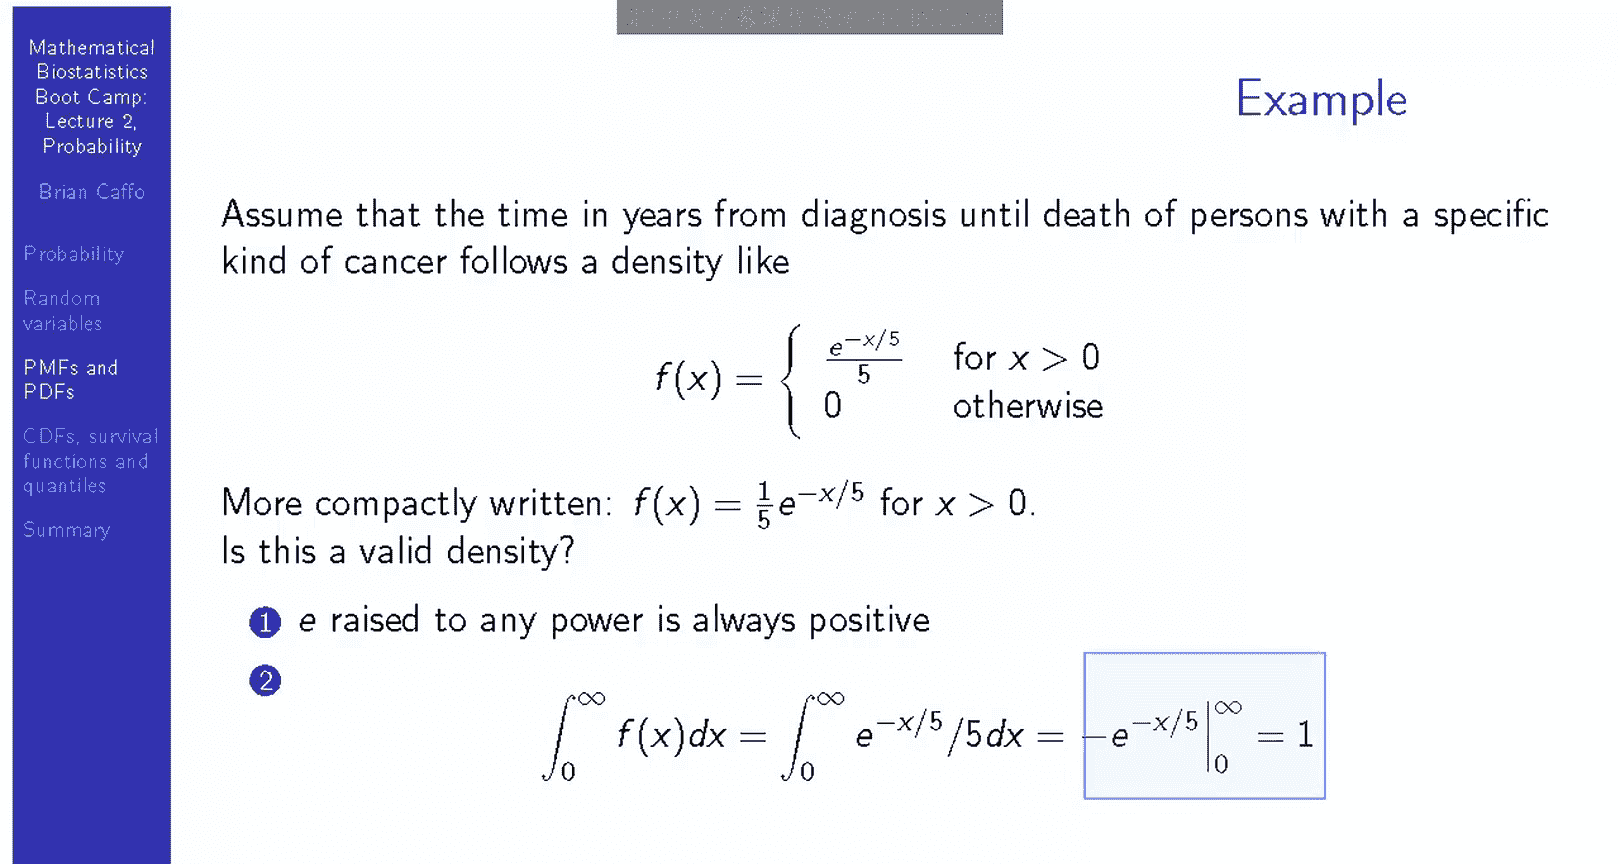 Mathematical
Biostatistics
Boot Camp:
Lecture 2,
Probability
Brian Caffo
Probability
Random
variables
PMFs and
PDFs
CDFs, survival
functions and
quantiles
Summary
Example
Assume that the time in years from diagnosis until death of persons with a specific
kind of cancer follows a density like
f(x) = { e^{-x/5}/5 for x > 0
0 otherwise
More compactly written: f(x) = 1/5 e^{-x/5} for x > 0.
Is this a valid density?
1 e raised to any power is always positive
2
∫_0^∞ f(x)dx = ∫_0^∞ e^{-x/5}/5dx = -e^{-x/5}|_0^∞ = 1